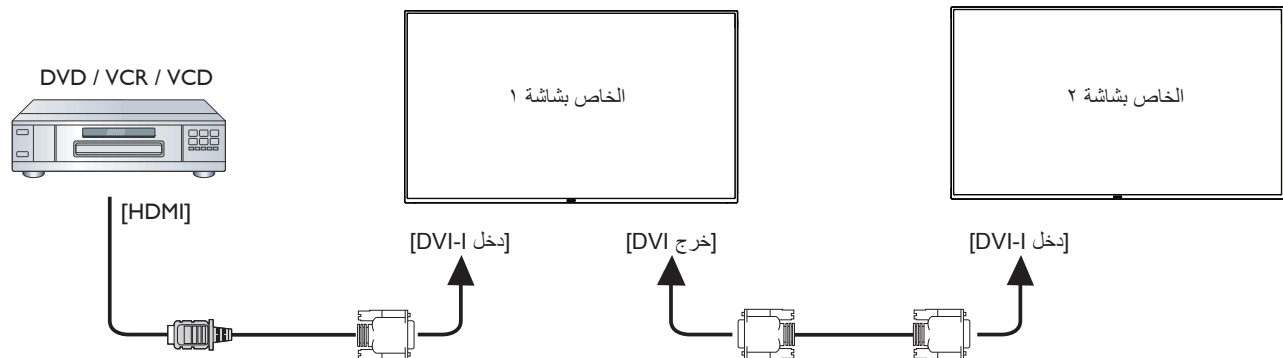 DVD / VCR / VCD
الخاص بشاشة ١
الخاص بشاشة ٢
[HDMI]
[دخل DVI-I]
[خرج DVI]
[دخل DVI-I]